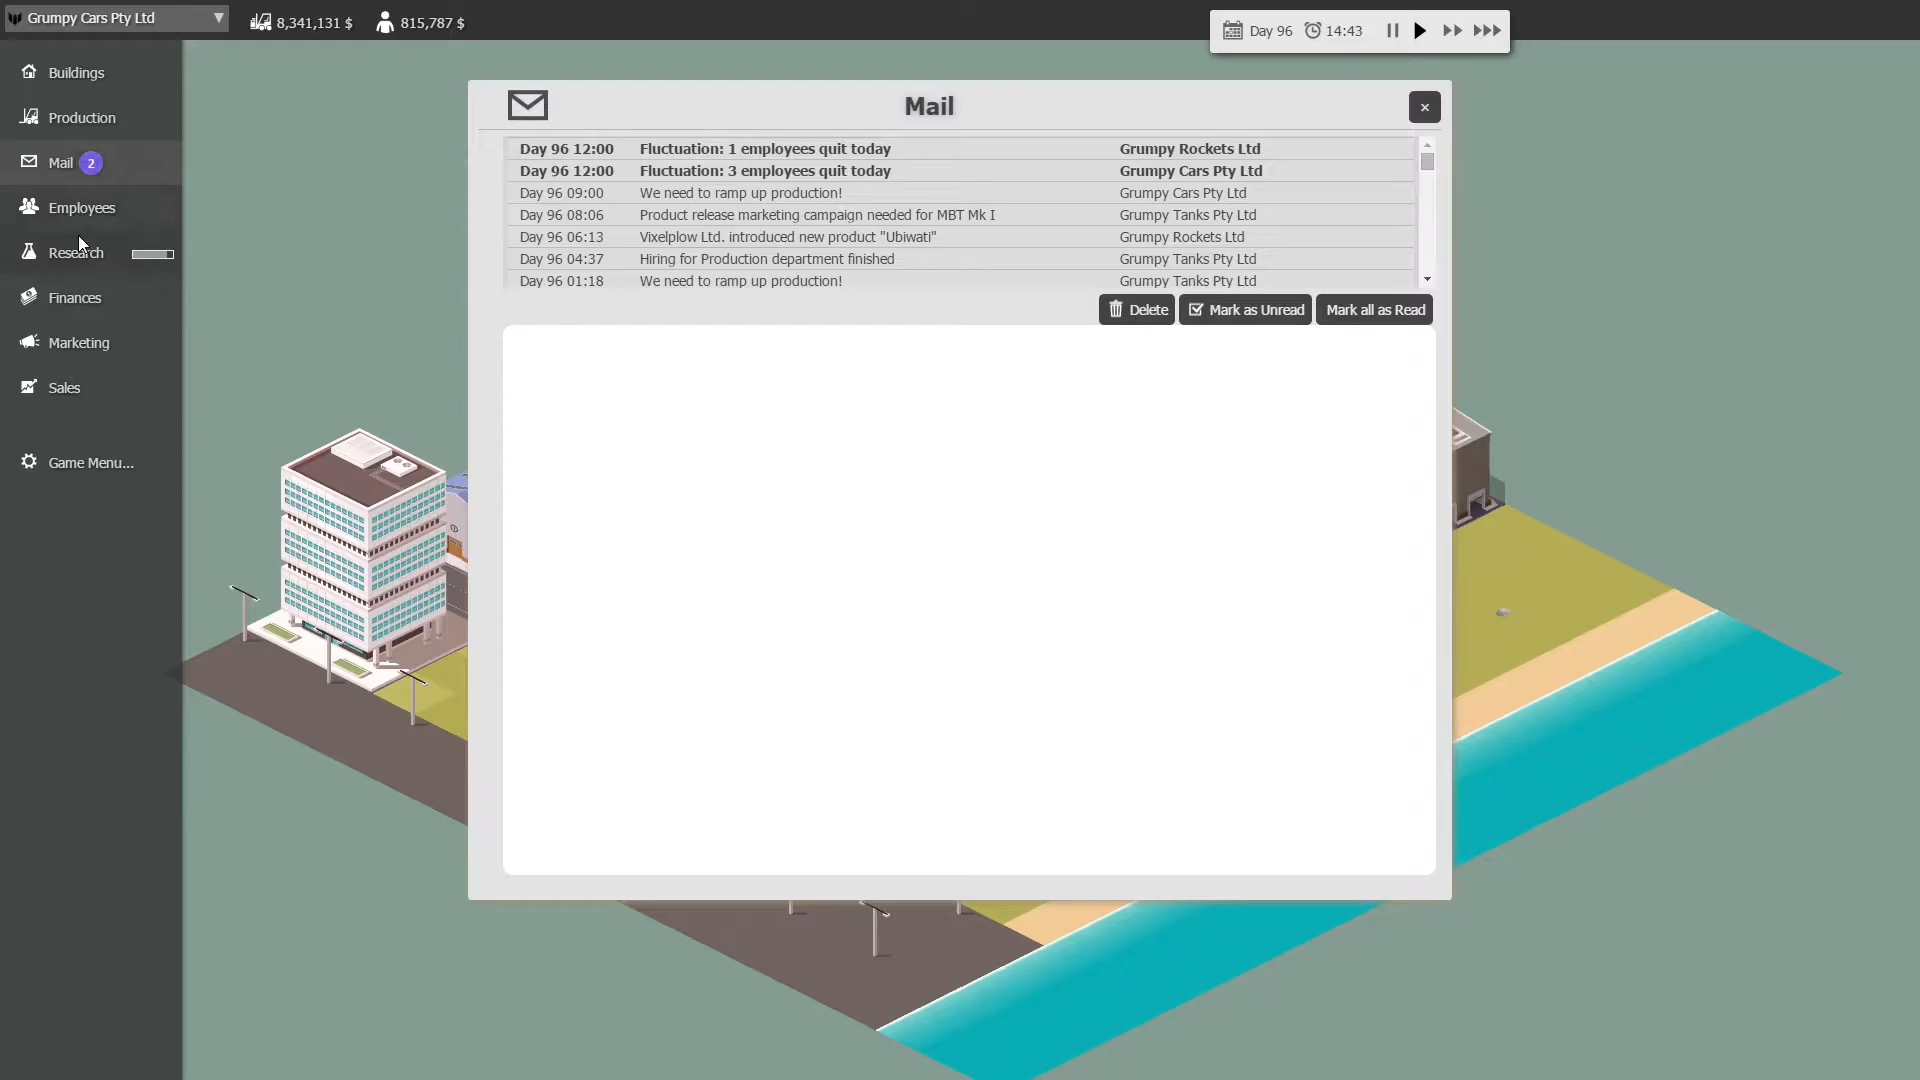 Grumpy Cars Pty Ltd
8,341,131 $
815,787 $
Day 96
14:43
Buildings
Production
Mail 2
Employees
Research
Finances
Marketing
Sales
Game Menu...
Mail
Day 96 12:00 Fluctuation: 1 employees quit today Grumpy Rockets Ltd
Day 96 12:00 Fluctuation: 3 employees quit today Grumpy Cars Pty Ltd
Day 96 09:00 We need to ramp up production! Grumpy Cars Pty Ltd
Day 96 08:06 Product release marketing campaign needed for MBT Mk I Grumpy Tanks Pty Ltd
Day 96 06:13 Vixelplow Ltd. introduced new product "Ubiwati" Grumpy Rockets Ltd
Day 96 04:37 Hiring for Production department finished Grumpy Tanks Pty Ltd
Day 96 01:18 We need to ramp up production! Grumpy Tanks Pty Ltd
Delete
Mark as Unread
Mark all as Read